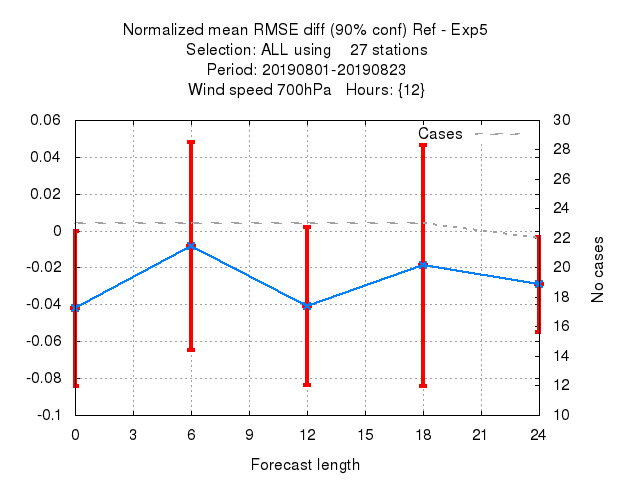 Normalized mean RMSE diff (90% conf) Ref - Exp5
Selection: ALL using 27 stations
Period: 20190801-20190823
Wind speed 700hPa Hours: {12}
Cases
0.06
0.04
0.02
0
-0.02
-0.04
-0.06
-0.08
-0.1
30
28
26
24
22
20
18
16
14
12
10
No cases
0 3 6 9 12 15 18 21 24
Forecast length